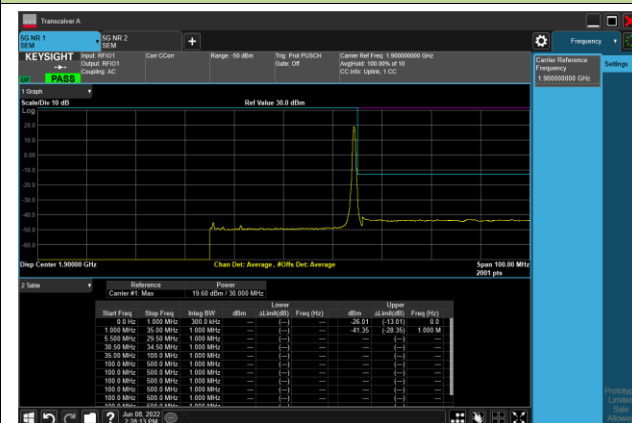 Transceiver A
5G NR 1
SEM
5G NR 2
SEM
Frequency
KEYSIGHT
PASS
Input: RFIO1
Output: RFIO1
Coupling: AC
Corr CCorr
Range: -50 dBm
Trig: Prot PUSCH
Gate: Off
Carrier Ref Freq: 1.900000000 GHz
Avg|Hold: 100.00% of 10
CC Info: Uplink, 1 CC
Carrier Reference
Frequency
1.900000000 GHz
Settings
1 Graph
Scale/Div 10 dB
Ref Value 30.0 dBm
Log
20.0
10.0
0.00
-10.0
-20.0
-30.0
-40.0
-50.0
-60.0
Disp Center 1.90000 GHz
Chan Det: Average , #Offs Det: Average
Span 100.00 MHz
2001 pts
2 Table
Reference Power
Carrier #1: Max 19.60 dBm / 30.000 MHz
Lower Upper
Start Freq Stop Freq Integ BW dBm ΔLimit(dB) Freq (Hz) dBm ΔLimit(dB) Freq (Hz)
0.0 Hz 1.000 MHz 300.0 kHz --- (---) --- -26.01 (-13.01) 0.0
1.000 MHz 35.00 MHz 1.000 MHz --- (---) --- -41.35 (-28.35) 1.000 M
5.500 MHz 29.50 MHz 1.000 MHz --- (---) --- --- (---) ---
30.50 MHz 34.50 MHz 1.000 MHz --- (---) --- --- (---) ---
35.00 MHz 100.0 MHz 1.000 MHz --- (---) --- --- (---) ---
100.0 MHz 500.0 MHz 1.000 MHz --- (---) --- --- (---) ---
100.0 MHz 500.0 MHz 1.000 MHz --- (---) --- --- (---) ---
100.0 MHz 500.0 MHz 1.000 MHz --- (---) --- --- (---) ---
100.0 MHz 500.0 MHz 1.000 MHz --- (---) --- --- (---) ---
100.0 MHz 500.0 MHz 1.000 MHz --- (---) --- --- (---) ---
Jun 08, 2022
2:28:13 PM
Prototype
Limited
Sale
Allowed